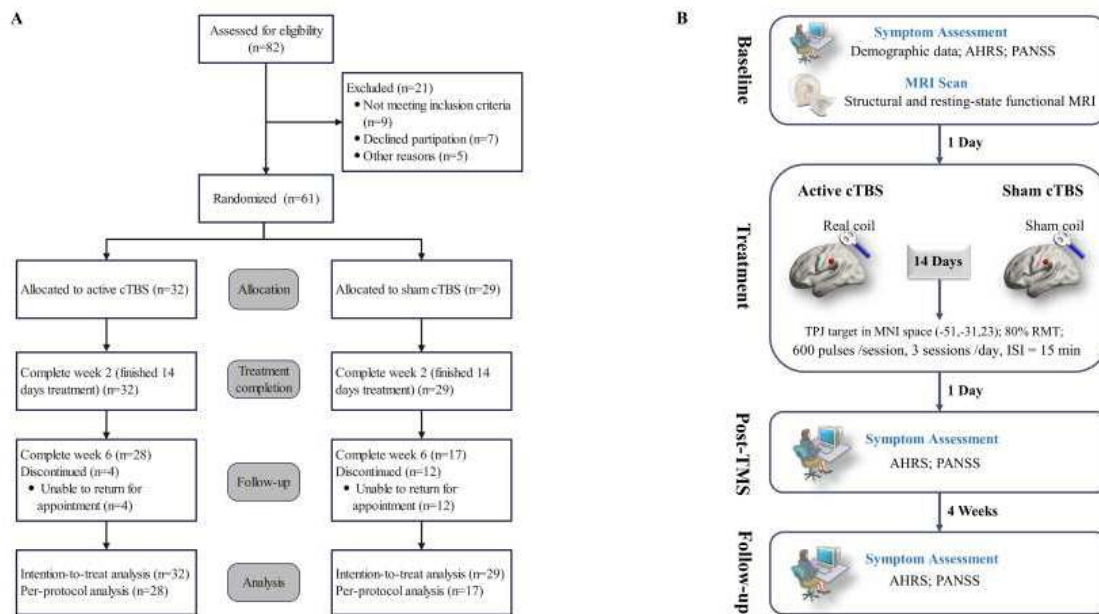 A
Assessed for eligibility
(n=82)
Excluded (n=21)
• Not meeting inclusion criteria
(n=9)
• Declined partipation (n=7)
• Other reasons (n=5)
Randomized (n=61)
Allocated to active cTBS (n=32)
Allocation
Allocated to sham cTBS (n=29)
Complete week 2 (finished 14
days treatment) (n=32)
Treatment
completion
Complete week 2 (finished 14
days treatment) (n=29)
Complete week 6 (n=28)
Discontinued (n=4)
• Unable to return for
appointment (n=4)
Follow-up
Complete week 6 (n=17)
Discontinued (n=12)
• Unable to return for
appointment (n=12)
Intention-to-treat analysis (n=32)
Per-protocol analysis (n=28)
Analysis
Intention-to-treat analysis (n=29)
Per-protocol analysis (n=17)
B
Baseline
Symptom Assessment
Demographic data; AHRS; PANSS
MRI Scan
Structural and resting-state functional MRI
1 Day
Treatment
Active cTBS
Sham cTBS
Real coil
Sham coil
14 Days
TPJ target in MNI space (-51,-31,23); 80% RMT;
600 pulses /session, 3 sessions /day, ISI = 15 min
1 Day
Post-TMS
Symptom Assessment
AHRS; PANSS
4 Weeks
Follow-up
Symptom Assessment
AHRS; PANSS